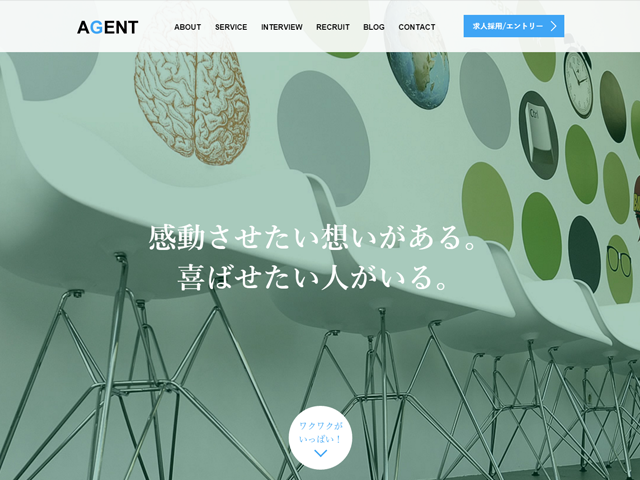 AGENT
ABOUT SERVICE INTERVIEW RECRUIT BLOG CONTACT
求人採用/エントリー
Ctrl
感動させたい想いがある。
喜ばせたい人がいる。
ワクワクが
いっぱい！